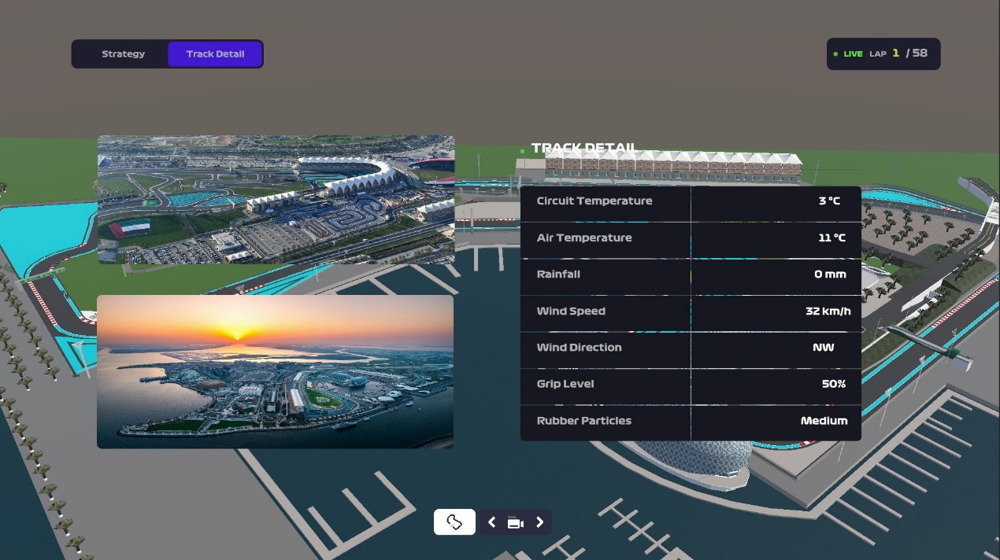 Strategy Track Detail
LIVE LAP 1 / 58
TRACK DETAIL
Circuit Temperature 3 °C
Air Temperature 11 °C
Rainfall 0 mm
Wind Speed 32 km/h
Wind Direction NW
Grip Level 50%
Rubber Particles Medium